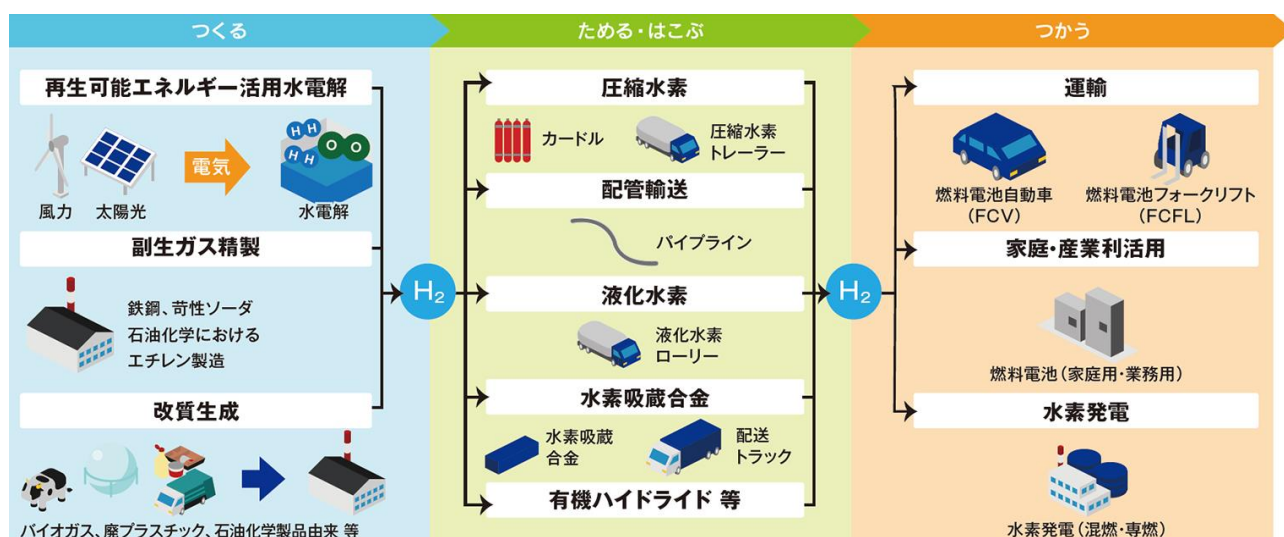 つくる
ためる・はこぶ
つかう
再生可能エネルギー活用水電解
H H O O
H H
電気
風力
太陽光
水電解
副生ガス精製
鉄鋼、苛性ソーダ
石油化学における
エチレン製造
改質生成
バイオガス、廃プラスチック、石油化学製品由来 等
H₂
圧縮水素
カードル
圧縮水素
トレーラー
配管輸送
パイプライン
液化水素
液化水素
ローリー
水素吸蔵合金
水素吸蔵
合金
配送
トラック
有機ハイドライド 等
H₂
運輸
燃料電池自動車
(FCV)
燃料電池フォークリフト
(FCFL)
家庭・産業利活用
燃料電池(家庭用・業務用)
水素発電
水素発電(混燃・専燃)